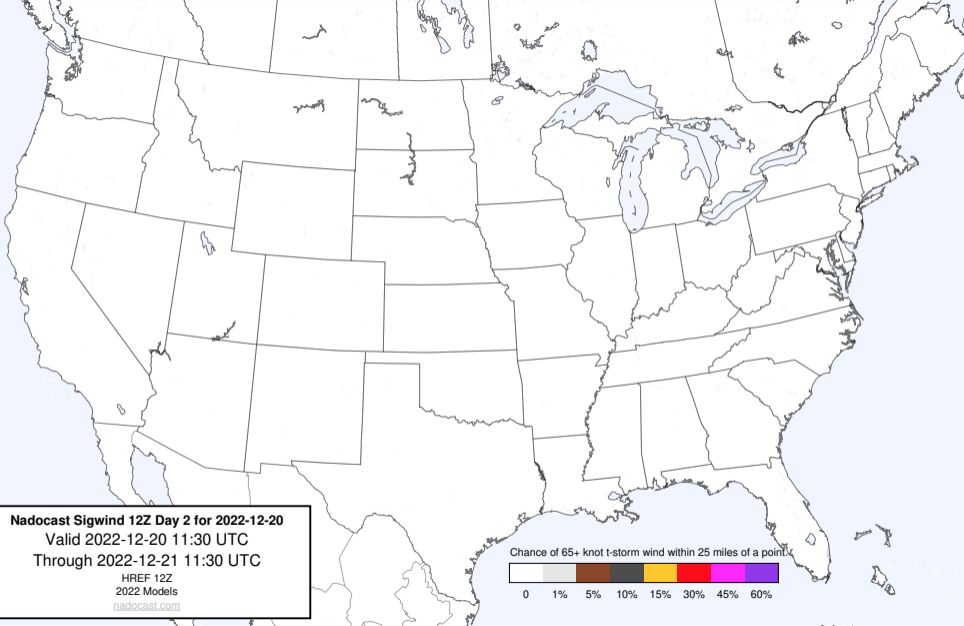 Nadocast Sigwind 12Z Day 2 for 2022-12-20
Valid 2022-12-20 11:30 UTC
Through 2022-12-21 11:30 UTC
HREF 12Z
2022 Models
nadocast.com
Chance of 65+ knot t-storm wind within 25 miles of a point.
0 1% 5% 10% 15% 30% 45% 60%